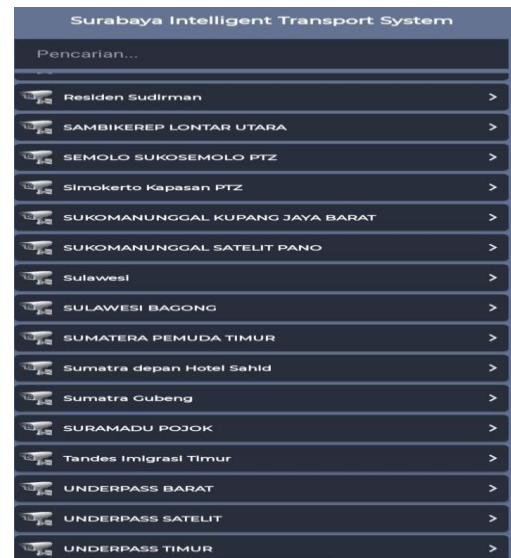 Surabaya Intelligent Transport System
Pencarian...
Residen Sudirman
SAMBIKEREP LONTAR UTARA
SEMOLO SUKOSEMOLO PTZ
Simokerto Kapasan PTZ
SUKOMANUNGGAL KUPANG JAYA BARAT
SUKOMANUNGGAL SATELIT PANO
Sulawesi
SULAWESI BAGONG
SUMATERA PEMUDA TIMUR
Sumatra depan Hotel Sahid
Sumatra Gubeng
SURAMADU POJOK
Tandes Imigrasi Timur
UNDERPASS BARAT
UNDERPASS SATELIT
UNDERPASS TIMUR